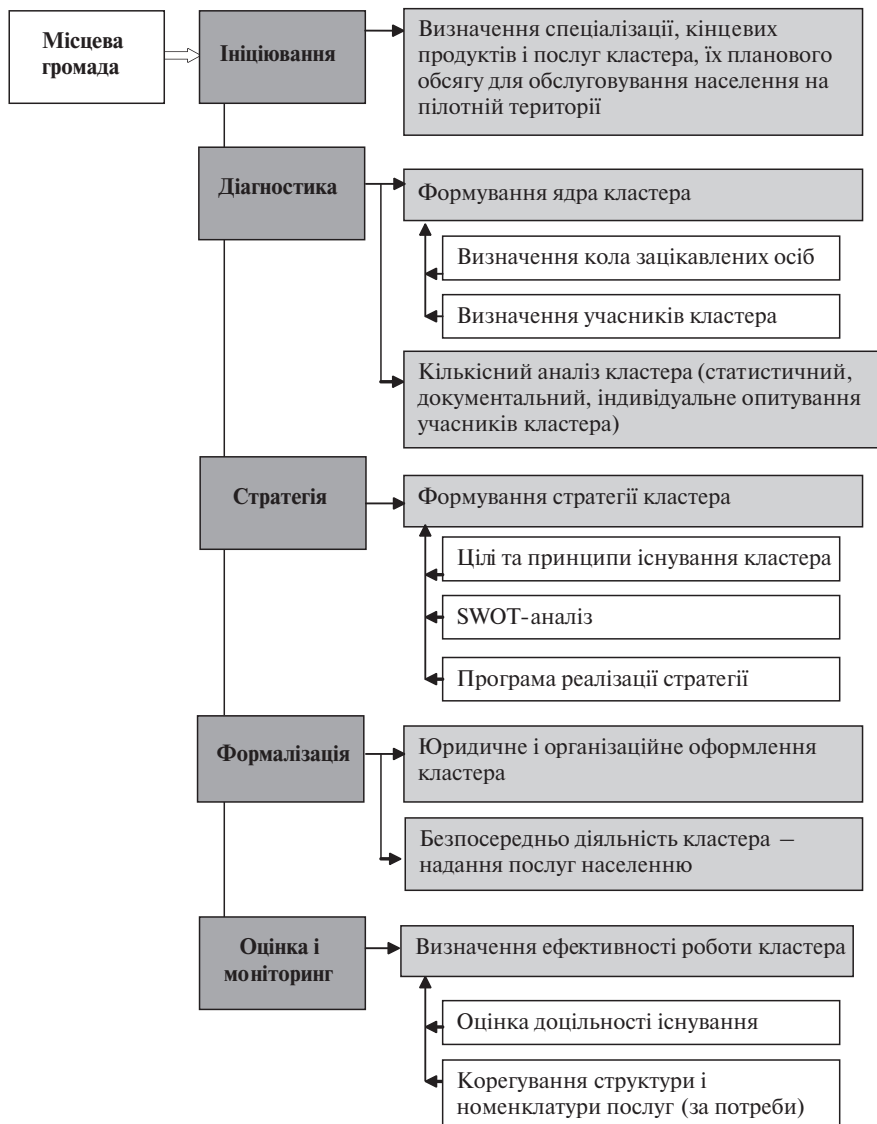 Місцева
громада
Ініціювання
Визначення спеціалізації, кінцевих
продуктів і послуг кластера, їх планового
обсягу для обслуговування населення на
пілотній території
Діагностика
Формування ядра кластера
Визначення кола зацікавлених осіб
Визначення учасників кластера
Кількісний аналіз кластера (статистичний,
документальний, індивідуальне опитування
учасників кластера)
Стратегія
Формування стратегії кластера
Цілі та принципи існування кластера
SWOT-аналіз
Програма реалізації стратегії
Формалізація
Юридичне і організаційне оформлення
кластера
Безпосередньо діяльність кластера –
надання послуг населенню
Оцінка і
моніторинг
Визначення ефективності роботи кластера
Оцінка доцільності існування
Корегування структури і
номенклатури послуг (за потреби)